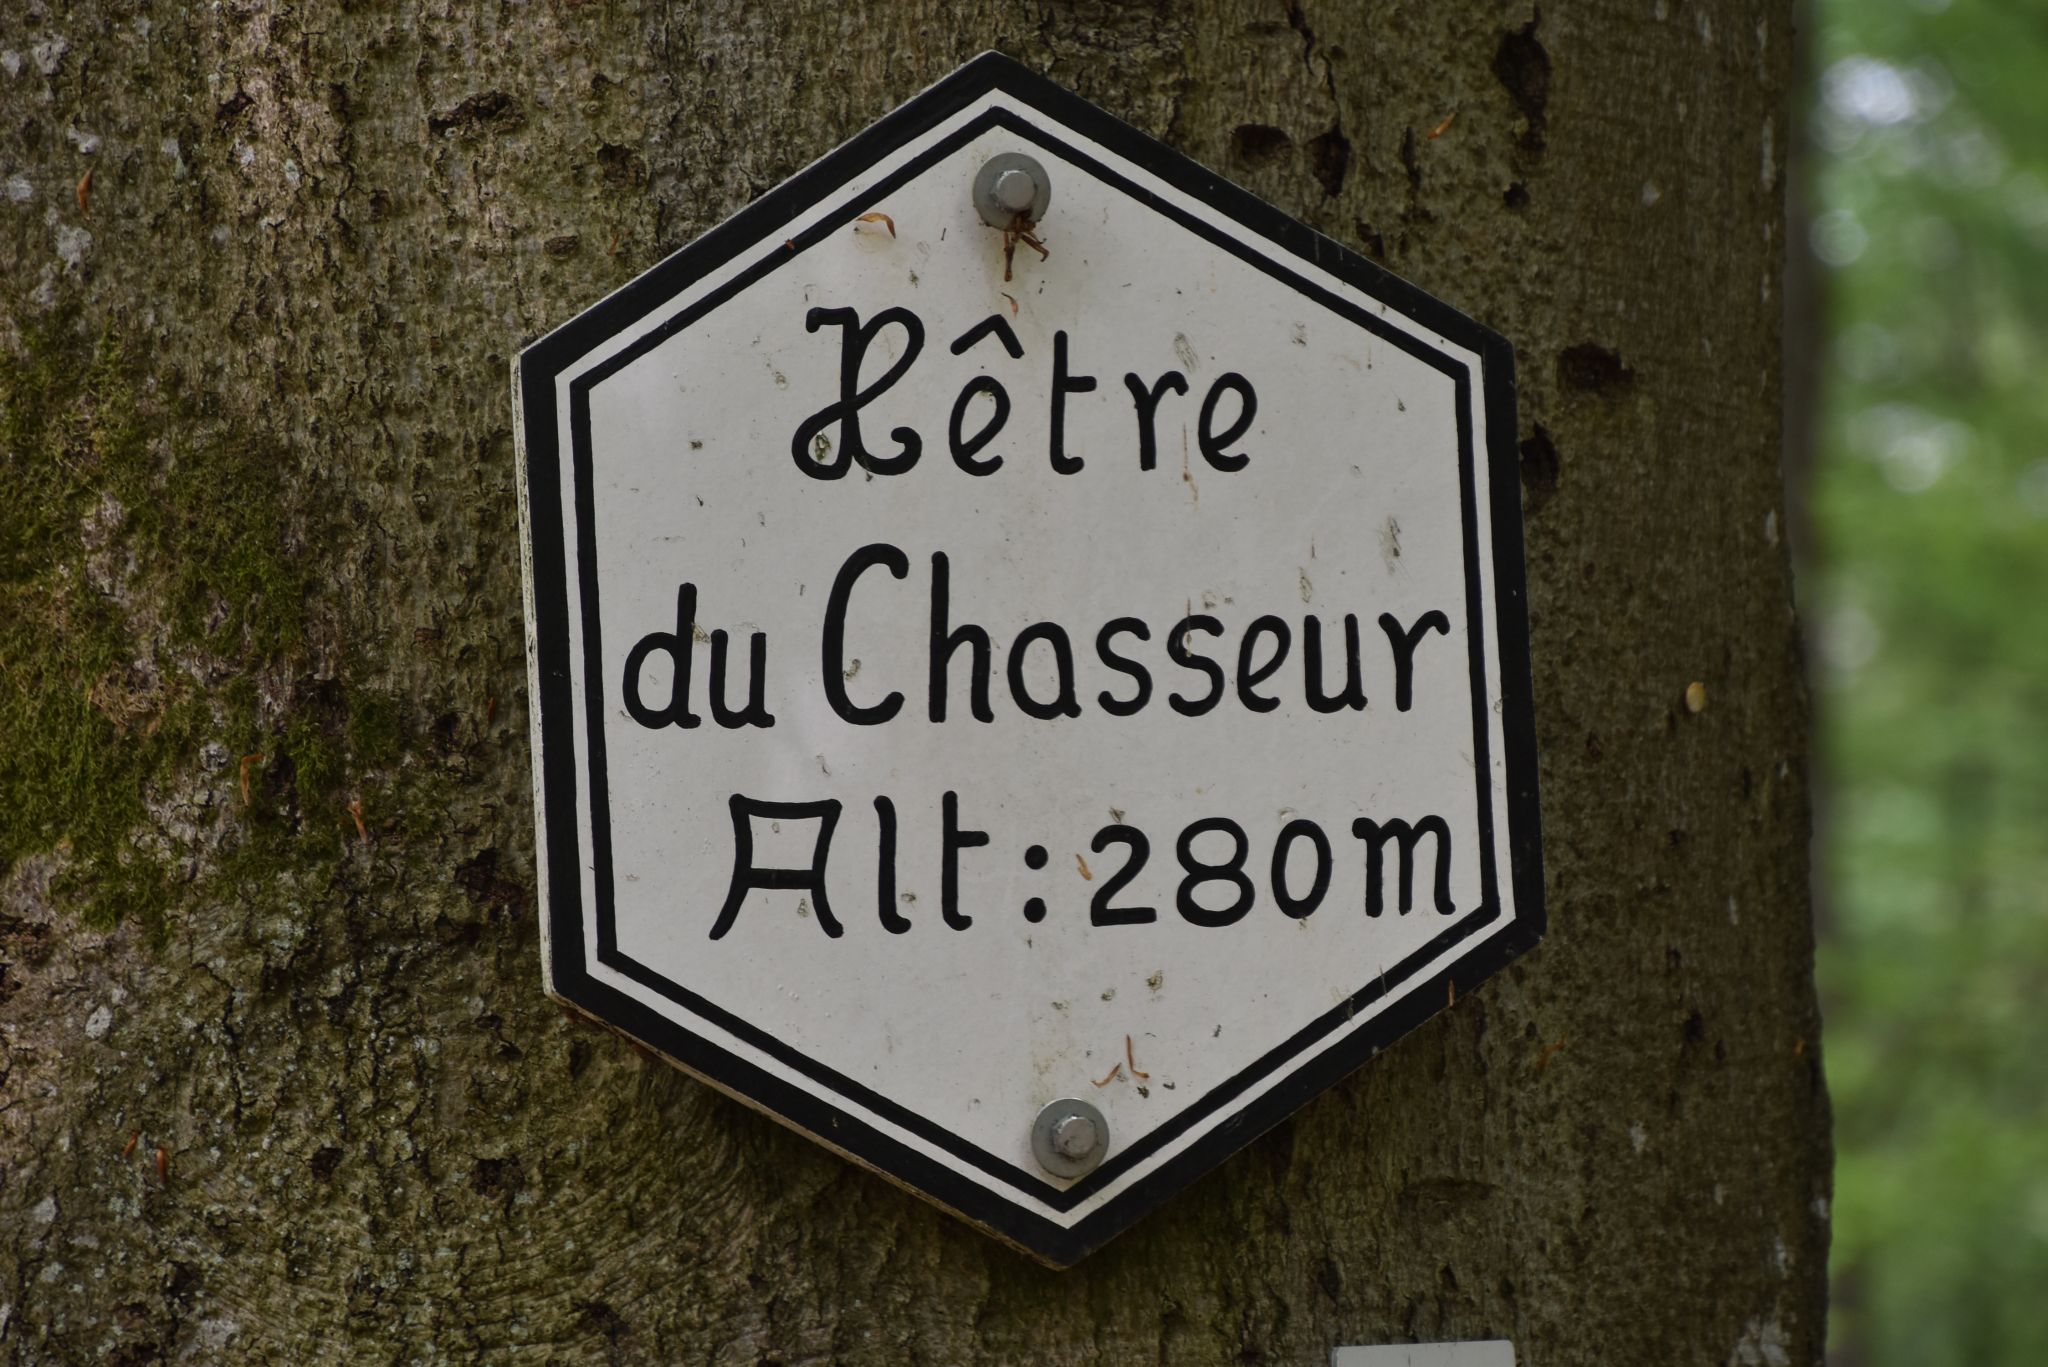 Hêtre
du Chasseur
Alt: 280m